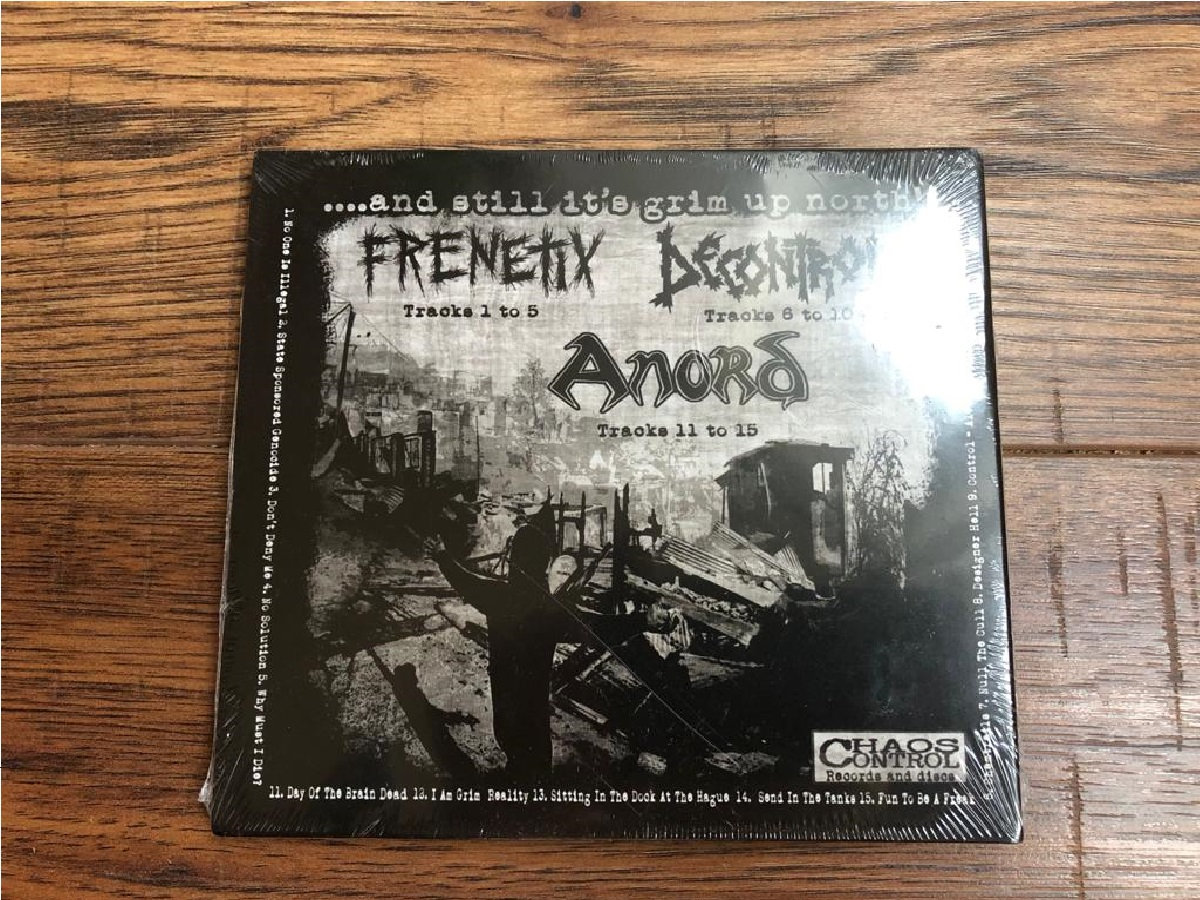 ....and still it's grim up north
FRENETIX
DECONTROL
Tracks 1 to 5
Tracks 6 to 10
ANORD
Tracks 11 to 15
1. No One Is Illegal 2. State Sponsored Genocide 3. Don't Deny Me 4. No Solution 5. Why Must I Die?
7. Null The Cull 8. Designer Hell 9. Control -
CHAOS
CONTROL
Records and discs
11. Day Of The Brain Dead 12. I Am Grim Reality 13. Sitting In The Dock At The Hague 14. Send In The Tanks 15. Fun To Be A Freak